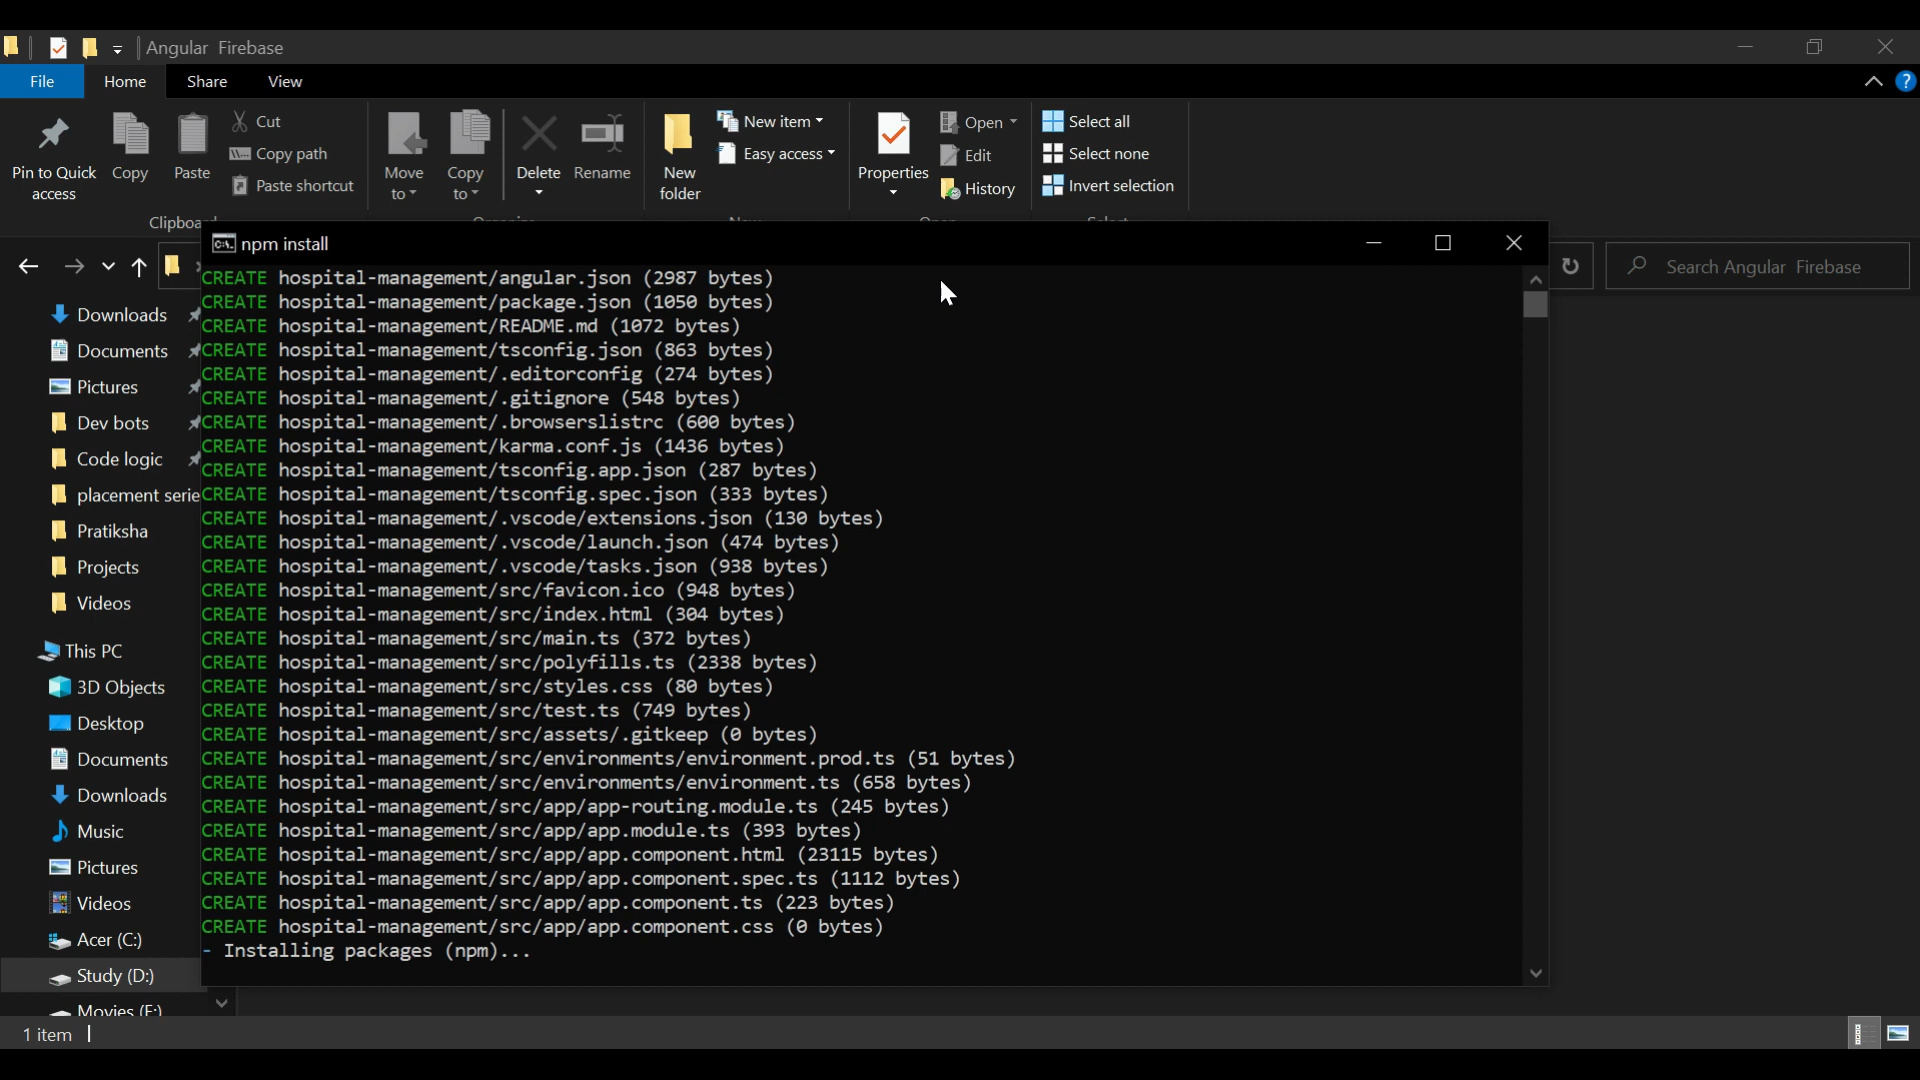 Angular Firebase
File Home Share View
Pin to Quick access
Copy
Paste
Cut
Copy path
Paste shortcut
Move to
Copy to
Delete
Rename
New folder
New item
Easy access
Properties
Open
Edit
History
Select all
Select none
Invert selection
Clipboa
npm install
Search Angular Firebase
Downloads
Documents
Pictures
Dev bots
Code logic
placement serie
Pratiksha
Projects
Videos
This PC
3D Objects
Desktop
Documents
Downloads
Music
Pictures
Videos
Acer (C:)
Study (D:)
Movies (F:)
CREATE hospital-management/angular.json (2987 bytes)
CREATE hospital-management/package.json (1050 bytes)
CREATE hospital-management/README.md (1072 bytes)
CREATE hospital-management/tsconfig.json (863 bytes)
CREATE hospital-management/.editorconfig (274 bytes)
CREATE hospital-management/.gitignore (548 bytes)
CREATE hospital-management/.browserslistrc (600 bytes)
CREATE hospital-management/karma.conf.js (1436 bytes)
CREATE hospital-management/tsconfig.app.json (287 bytes)
CREATE hospital-management/tsconfig.spec.json (333 bytes)
CREATE hospital-management/.vscode/extensions.json (130 bytes)
CREATE hospital-management/.vscode/launch.json (474 bytes)
CREATE hospital-management/.vscode/tasks.json (938 bytes)
CREATE hospital-management/src/favicon.ico (948 bytes)
CREATE hospital-management/src/index.html (304 bytes)
CREATE hospital-management/src/main.ts (372 bytes)
CREATE hospital-management/src/polyfills.ts (2338 bytes)
CREATE hospital-management/src/styles.css (80 bytes)
CREATE hospital-management/src/test.ts (749 bytes)
CREATE hospital-management/src/assets/.gitkeep (0 bytes)
CREATE hospital-management/src/environments/environment.prod.ts (51 bytes)
CREATE hospital-management/src/environments/environment.ts (658 bytes)
CREATE hospital-management/src/app/app-routing.module.ts (245 bytes)
CREATE hospital-management/src/app/app.module.ts (393 bytes)
CREATE hospital-management/src/app/app.component.html (23115 bytes)
CREATE hospital-management/src/app/app.component.spec.ts (1112 bytes)
CREATE hospital-management/src/app/app.component.ts (223 bytes)
CREATE hospital-management/src/app/app.component.css (0 bytes)
- Installing packages (npm)...
1 item